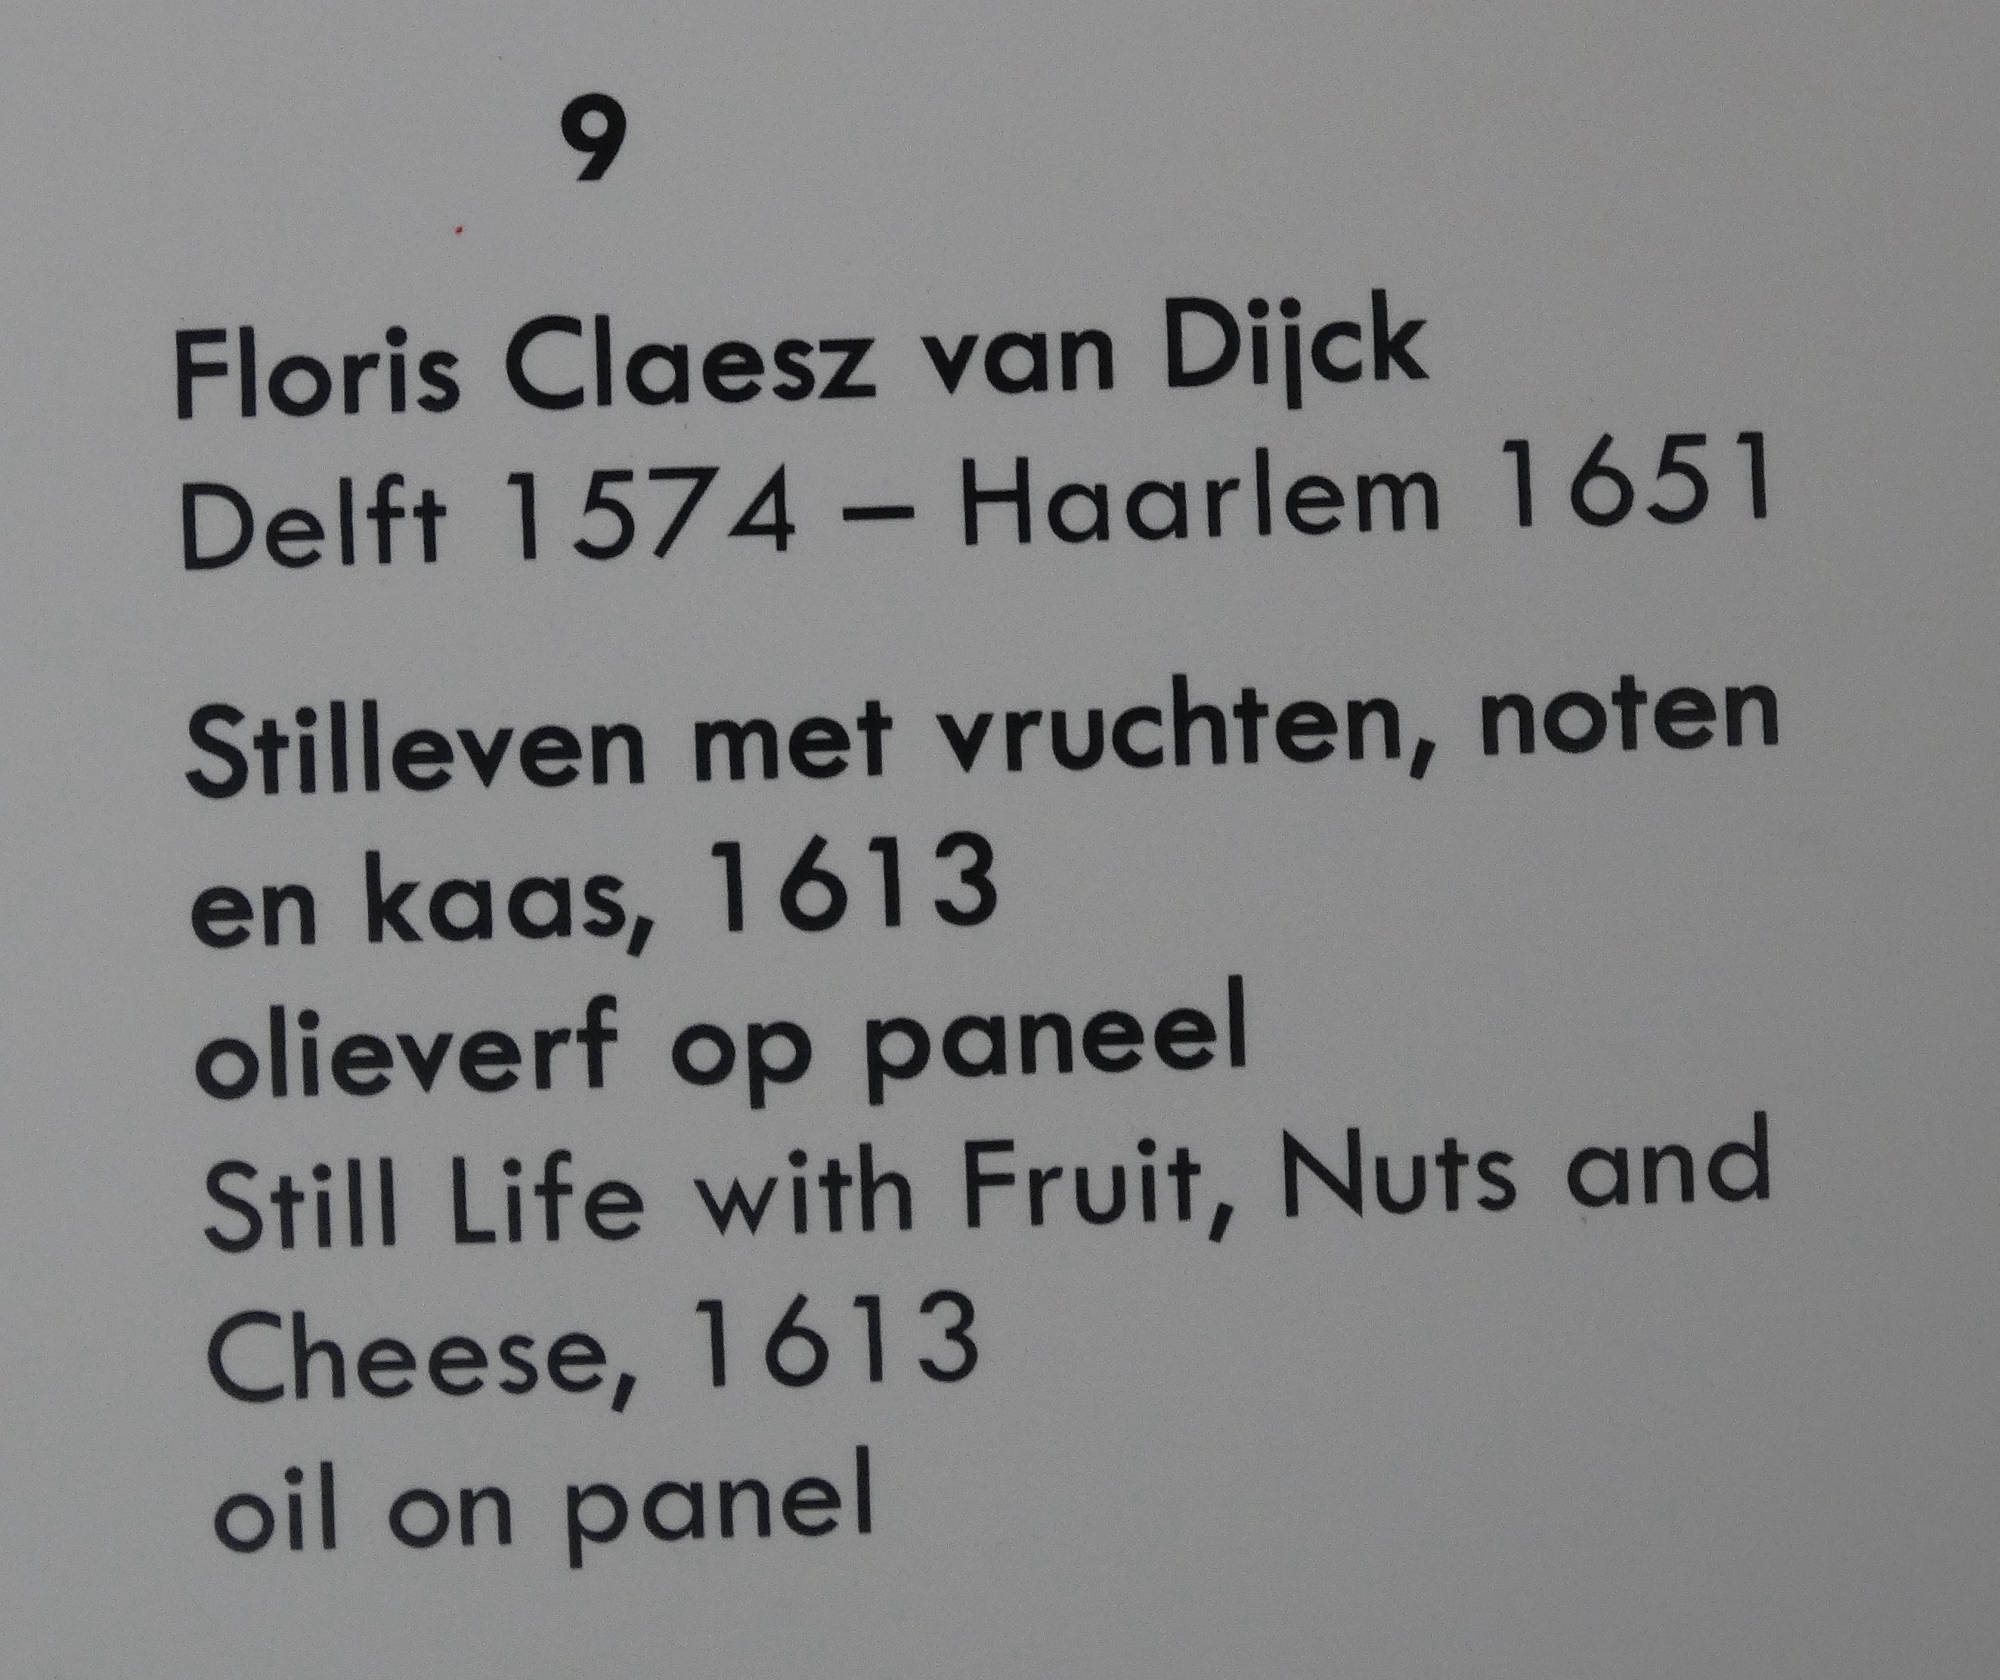 9
Floris Claesz van Dijck
Delft 1574 – Haarlem 1651
Stilleven met vruchten, noten
en kaas, 1613
olieverf op paneel
Still Life with Fruit, Nuts and
Cheese, 1613
oil on panel